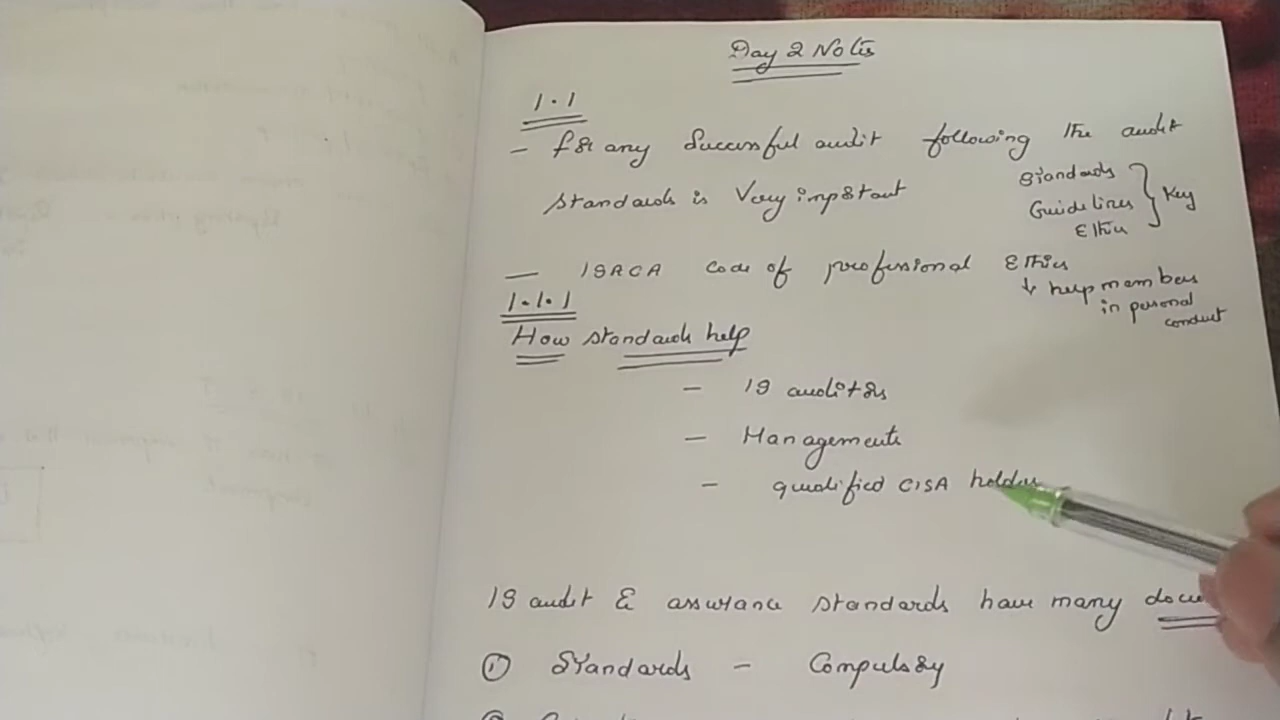 Day 2 Notes
1.1
- for any Successful audit following the audit
standards is Very important
Standards
Guidelines
Ethics
Key
- ISACA Code of professional Ethics
↓ help members
in personal
conduct
1.1.1
How standards help
- IS auditors
- Managements
- qualified CISA holder
IS audit & assurance standards have many
① Standards - Compulsory